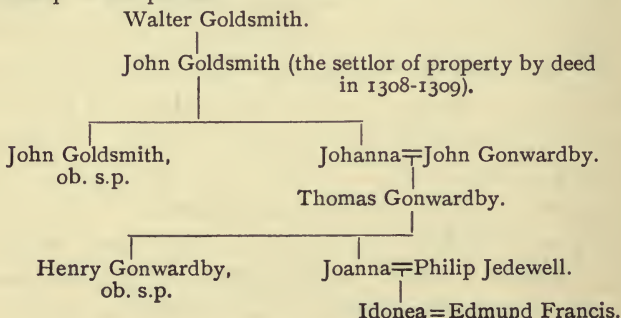 Walter Goldsmith.
John Goldsmith (the settlor of property by deed
in 1308-1309).
John Goldsmith, Johanna=John Gonwardby.
ob. s.p.
Thomas Gonwardby.
Henry Gonwardby, Joanna=Philip Jedewell.
ob. s.p.
Idonea=Edmund Francis.